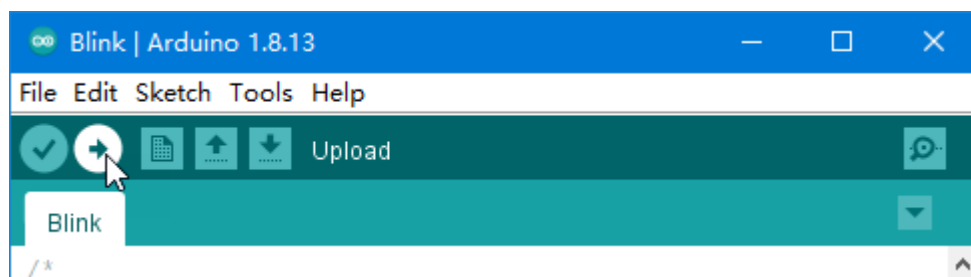 Blink | Arduino 1.8.13
File Edit Sketch Tools Help
Upload
Blink
/*